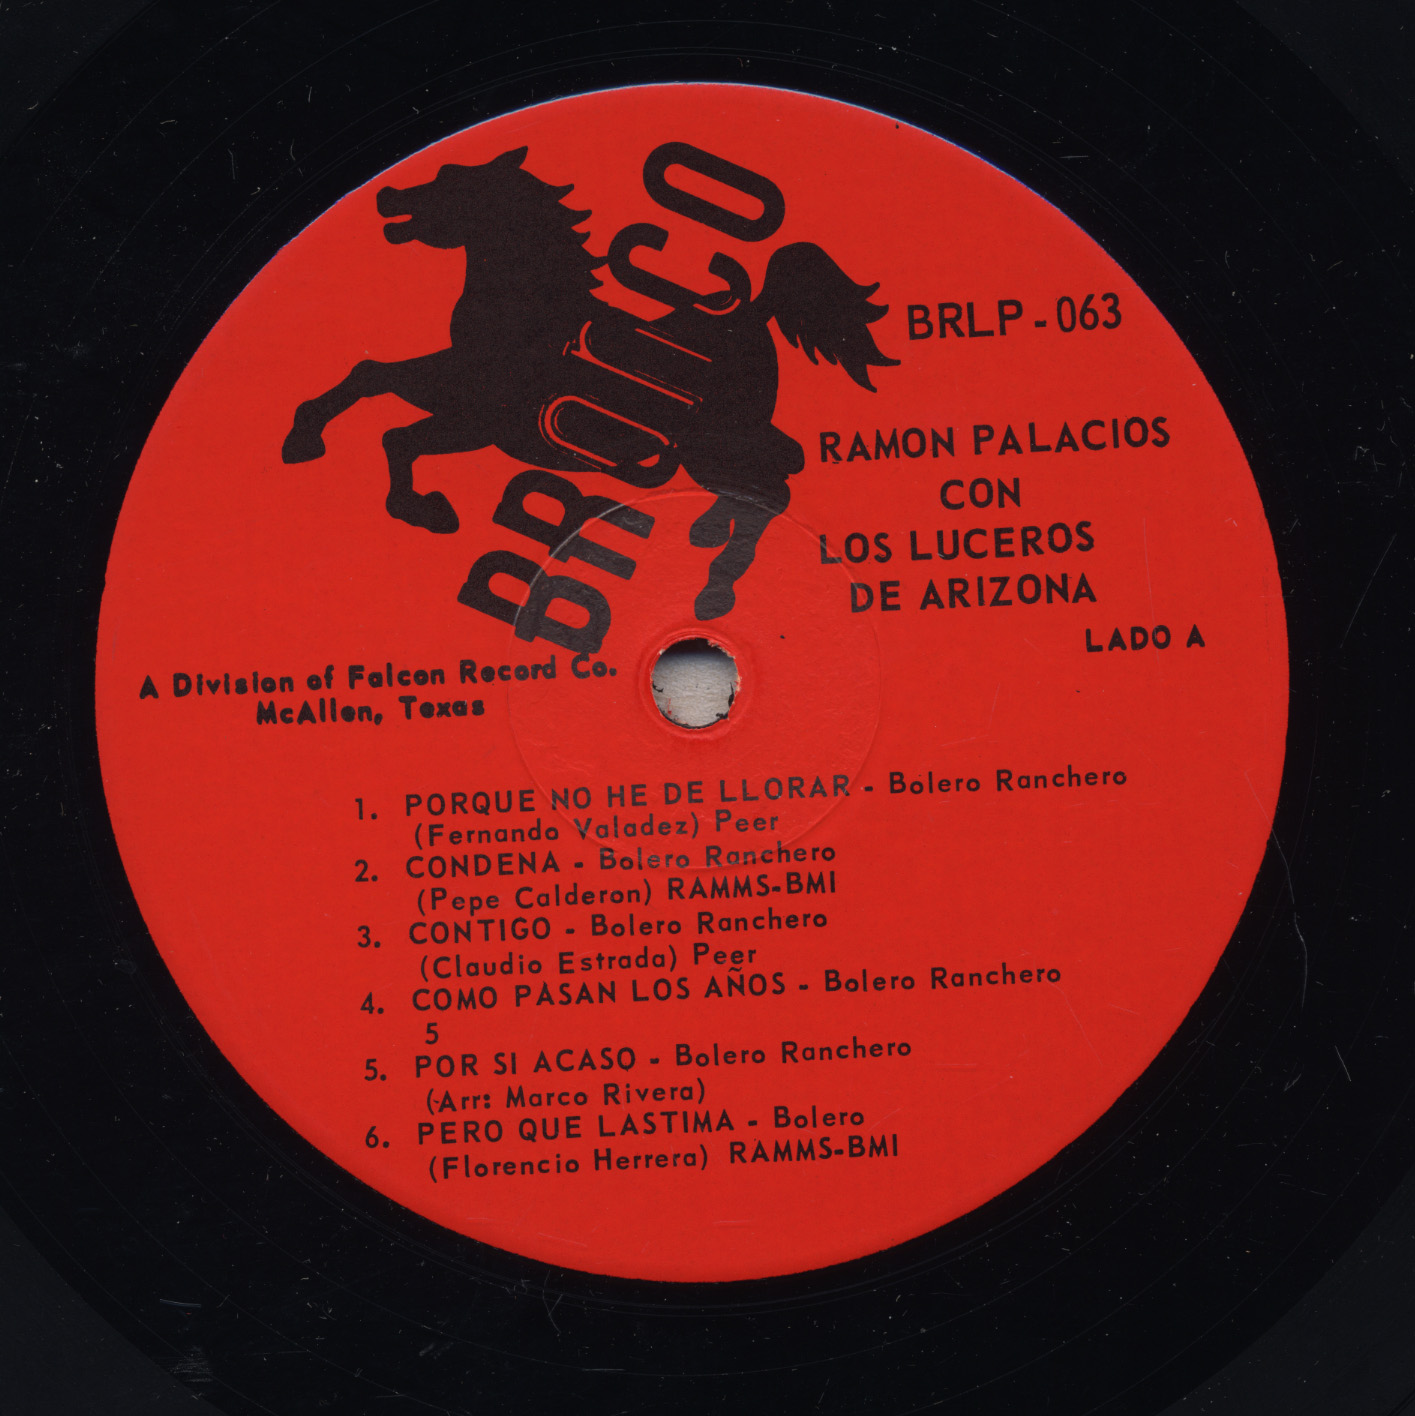 BRONCO
BRLP-063
RAMON PALACIOS
CON
LOS LUCEROS
DE ARIZONA
LADO A
A Division of Falcon Record Co.
McAllen, Texas
1. PORQUE NO HE DE LLORAR - Bolero Ranchero
(Fernando Valadez) Peer
2. CONDENA - Bolero Ranchero
(Pepe Calderon) RAMMS-BMI
3. CONTIGO - Bolero Ranchero
(Claudio Estrada) Peer
4. COMO PASAN LOS AÑOS - Bolero Ranchero
5
5. POR SI ACASO - Bolero Ranchero
(Arr: Marco Rivera)
6. PERO QUE LASTIMA - Bolero
(Florencio Herrera) RAMMS-BMI